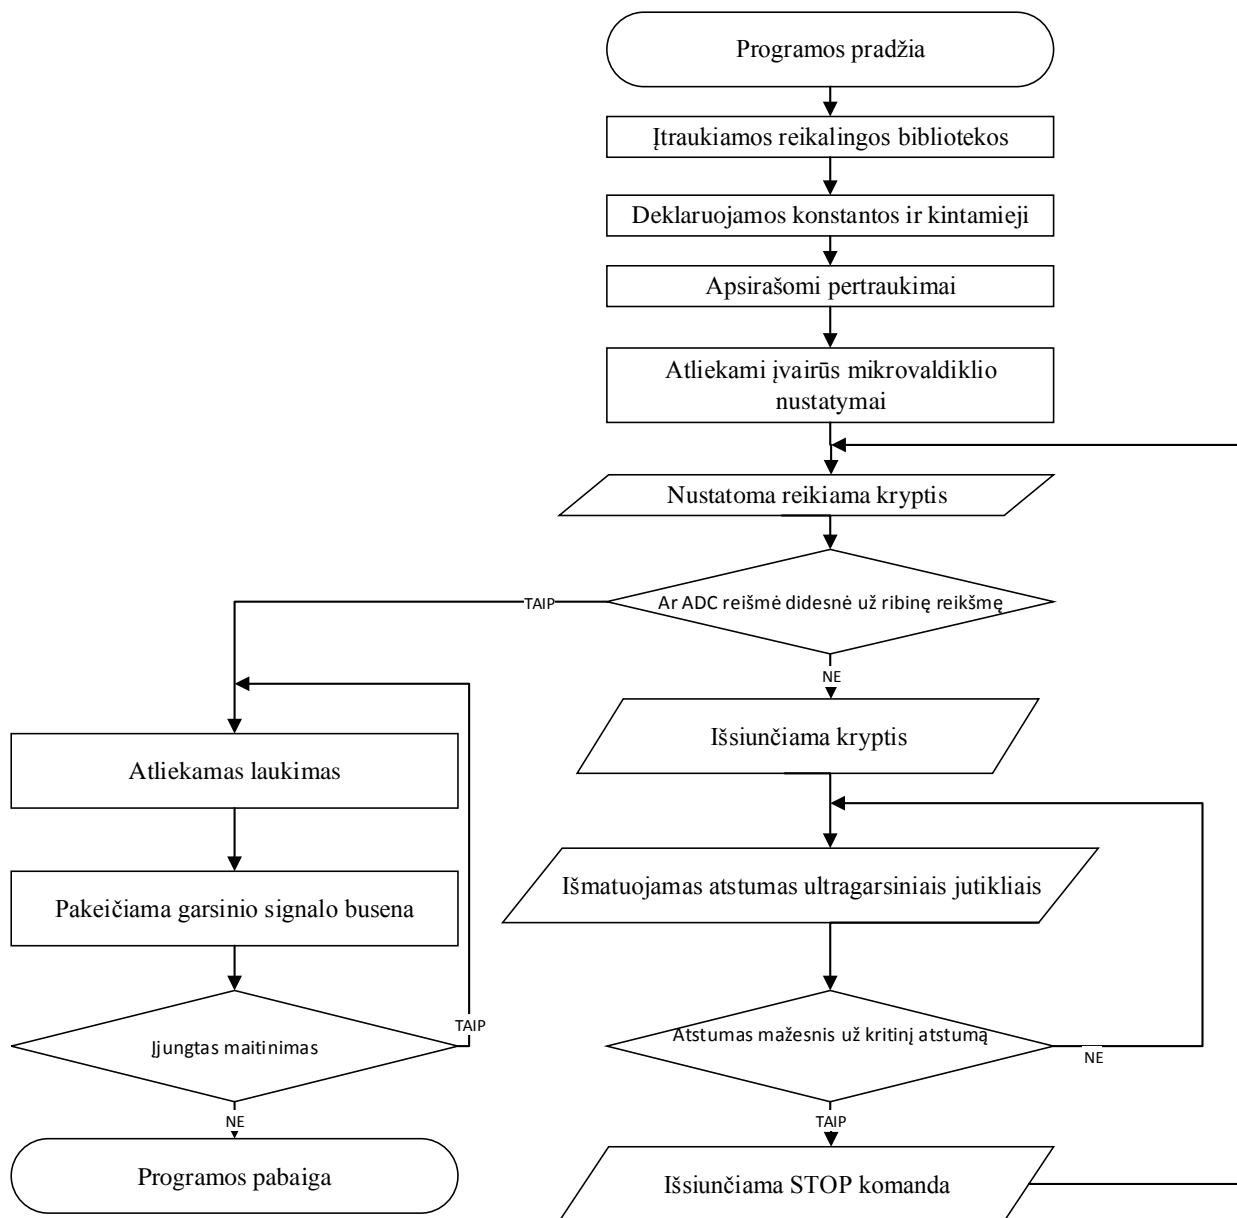 Programos pradžia
Įtraukiamos reikalingos bibliotekos
Deklaruojamos konstantos ir kintamieji
Apsirašomi pertraukimai
Atliekami įvairūs mikrovaldiklio
nustatymai
Nustatoma reikiama kryptis
Ar ADC reišmė didesnė už ribinę reikšmę
TAIP
NE
Išsiunčiama kryptis
Atliekamas laukimas
Išmatuojamas atstumas ultragarsiniais jutikliais
Pakeičiama garsinio signalo busena
TAIP
Įjungtas maitinimas
Atstumas mažesnis už kritinį atstumą
NE
NE
TAIP
Programos pabaiga
Išsiunčiama STOP komanda